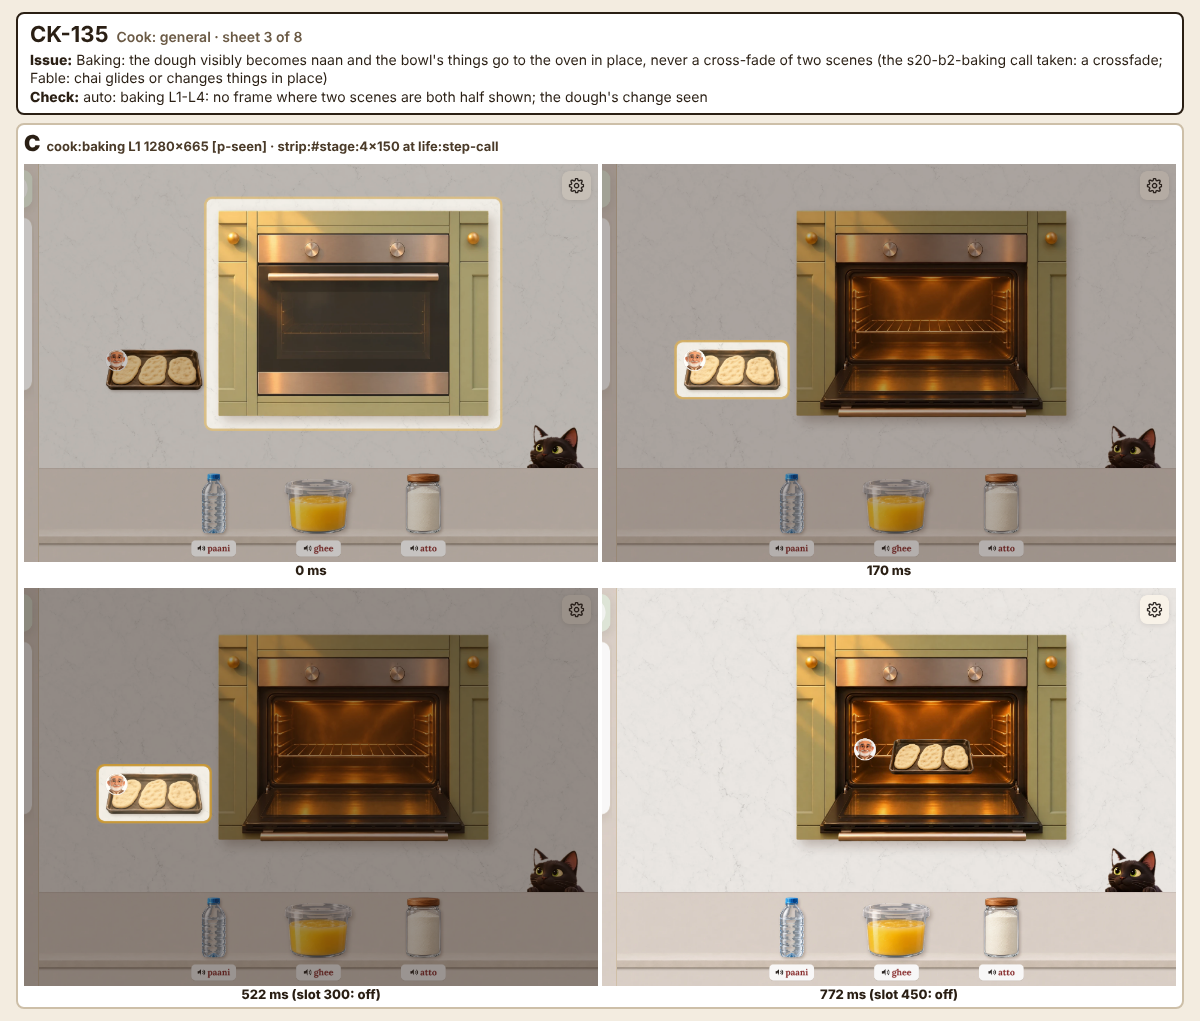 CK-135 Cook: general · sheet 3 of 8
Issue: Baking: the dough visibly becomes naan and the bowl's things go to the oven in place, never a cross-fade of two scenes (the s20-b2-baking call taken: a crossfade;
Fable: chai glides or changes things in place)
Check: auto: baking L1-L4: no frame where two scenes are both half shown; the dough's change seen
C cook:baking L1 1280×665 [p-seen] · strip:#stage:4×150 at life:step-call
paani ghee atto
paani ghee atto
0 ms
170 ms
paani ghee atto
paani ghee atto
522 ms (slot 300: off)
772 ms (slot 450: off)